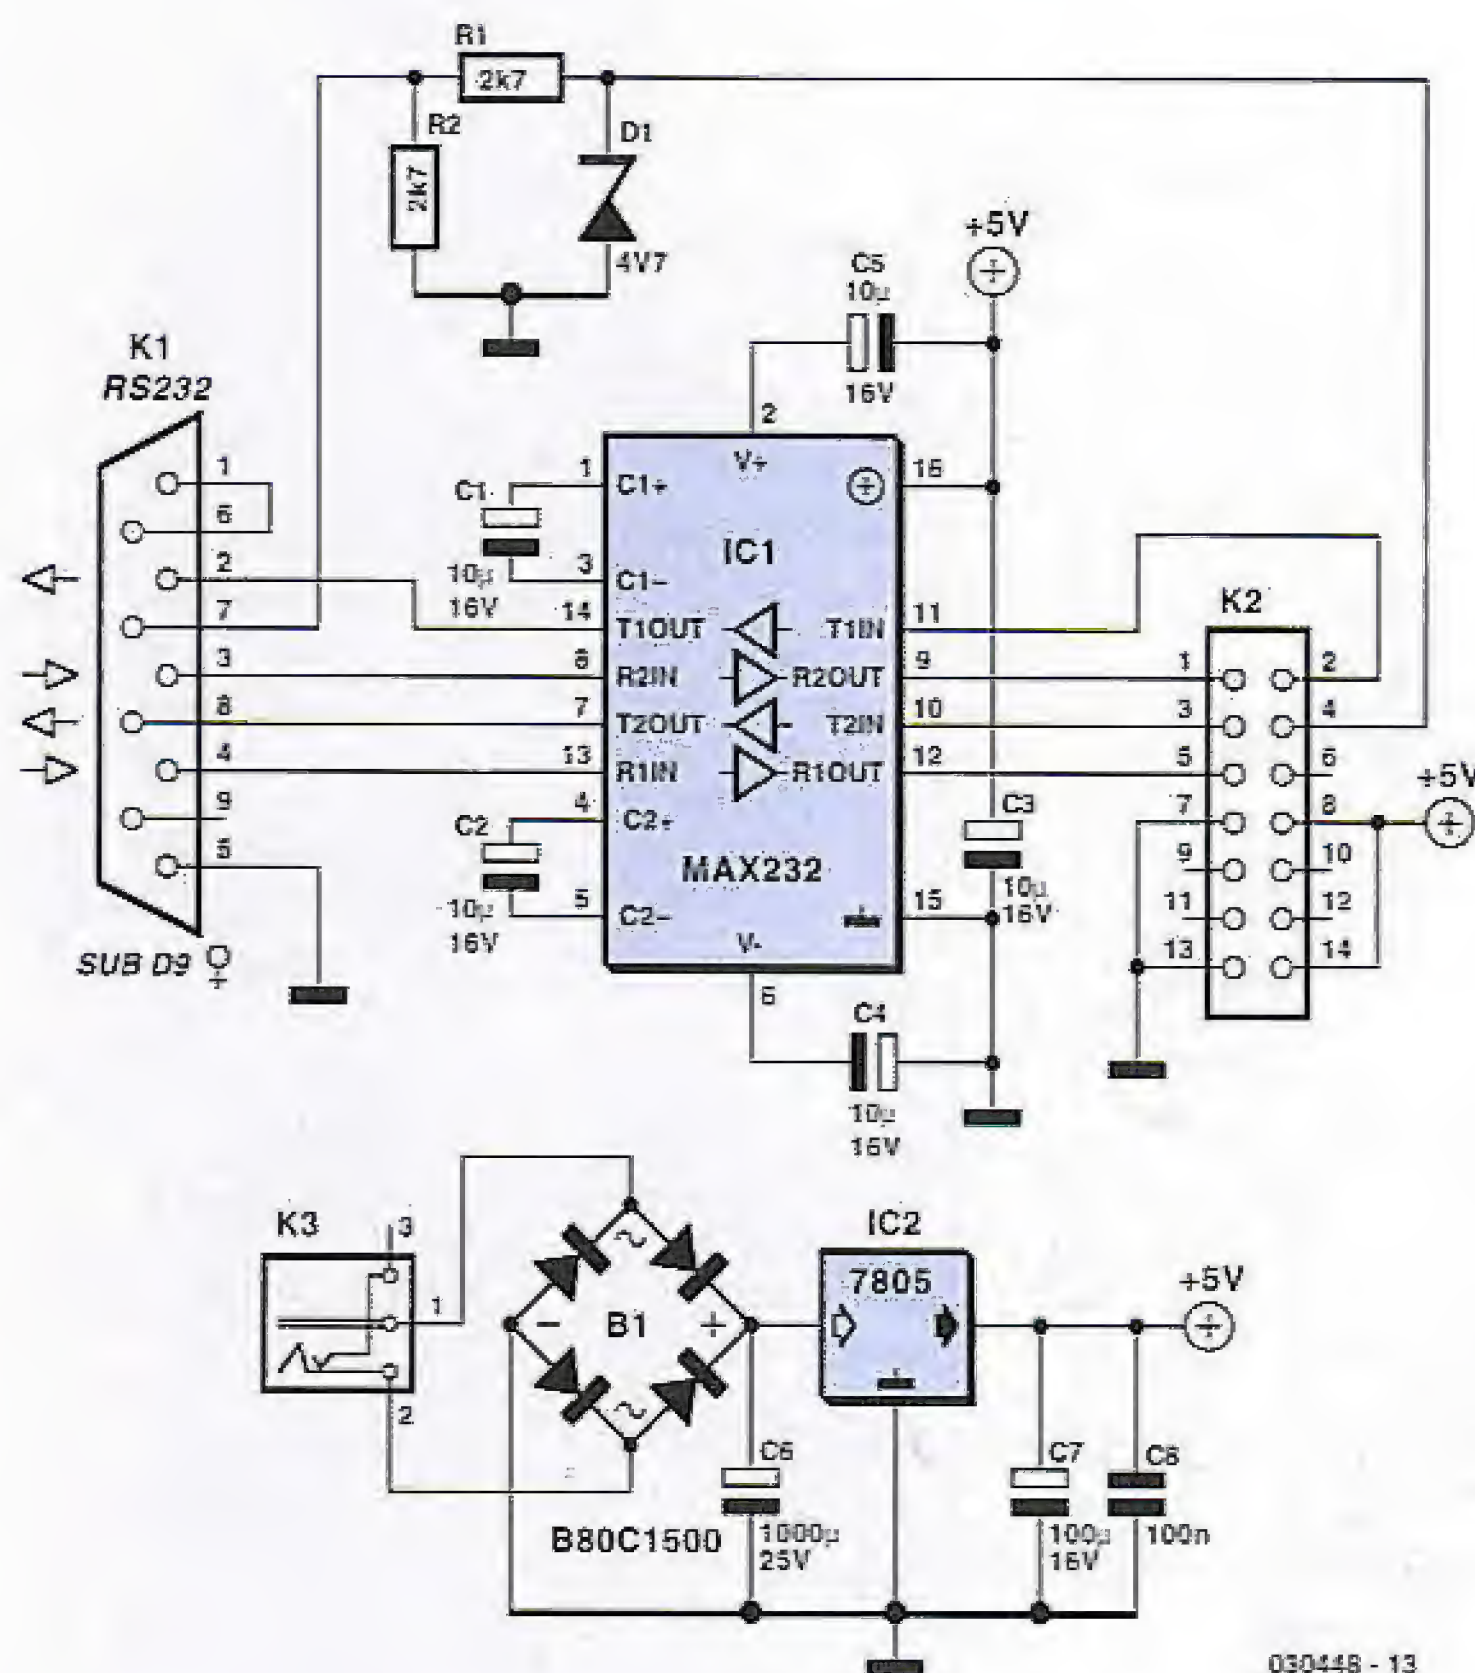 R1
2k7
R2
2k7
D1
4V7
+5V
C5
10µ
16V
K1
RS232
1
6
2
7
3
8
4
9
5
SUB D9
C1
10µ
16V
C2
10µ
16V
1
3
14
8
7
13
4
5
2
V+
C1+
C1–
IC1
T1OUT
T1IN
R2IN
R2OUT
T2OUT
T2IN
R1IN
R1OUT
C2+
MAX232
C2–
V-
6
16
11
9
10
12
15
C3
10µ
16V
C4
10µ
16V
K2
1
2
3
4
5
6
7
8
9
10
11
12
13
14
+5V
K3
3
1
2
~
– B1 +
~
B80C1500
C6
1000µ
25V
IC2
7805
C7
100µ
16V
C8
100n
+5V
030448 - 13